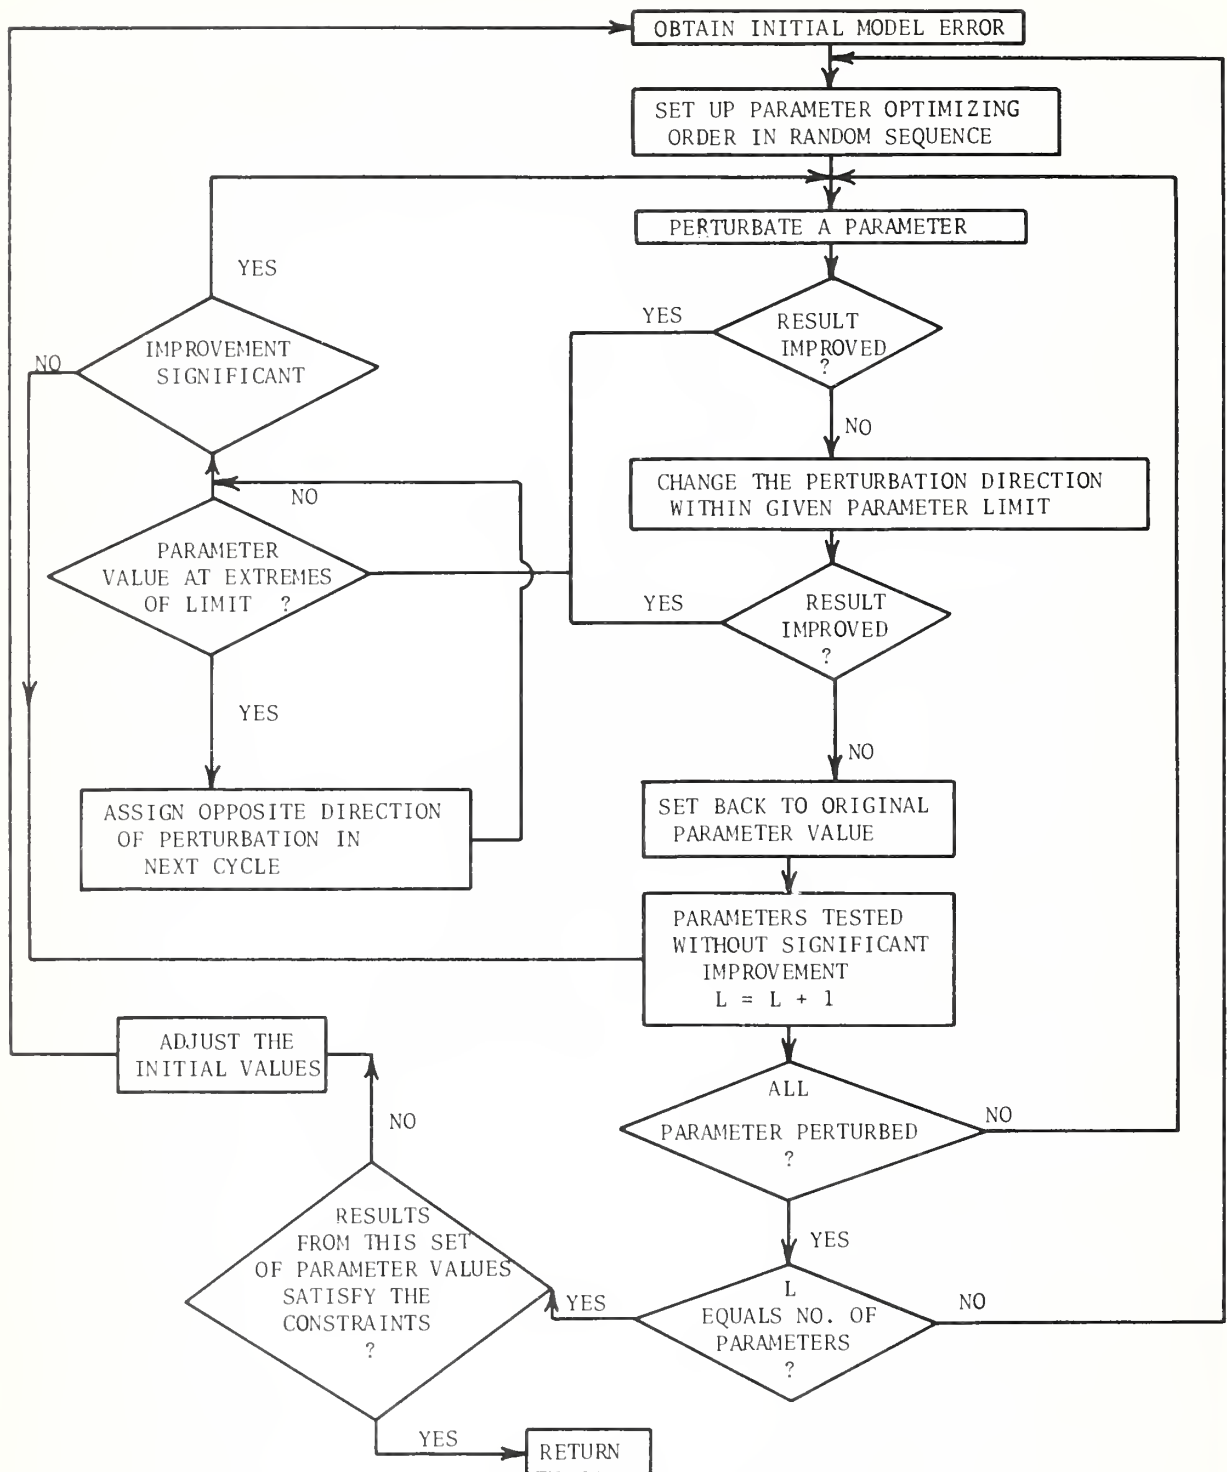 OBTAIN INITIAL MODEL ERROR
SET UP PARAMETER OPTIMIZING
ORDER IN RANDOM SEQUENCE
PERTURBATE A PARAMETER
YES
IMPROVEMENT
SIGNIFICANT
NO
YES
RESULT
IMPROVED
?
NO
CHANGE THE PERTURBATION DIRECTION
WITHIN GIVEN PARAMETER LIMIT
NO
PARAMETER
VALUE AT EXTREMES
OF LIMIT ?
YES
RESULT
IMPROVED
?
YES
NO
ASSIGN OPPOSITE DIRECTION
OF PERTURBATION IN
NEXT CYCLE
SET BACK TO ORIGINAL
PARAMETER VALUE
PARAMETERS TESTED
WITHOUT SIGNIFICANT
IMPROVEMENT
L = L + 1
ADJUST THE
INITIAL VALUES
NO
ALL
PARAMETER PERTURBED
?
NO
YES
RESULTS
FROM THIS SET
OF PARAMETER VALUES
SATISFY THE
CONSTRAINTS
?
YES
L
EQUALS NO. OF
PARAMETERS
?
NO
YES
RETURN